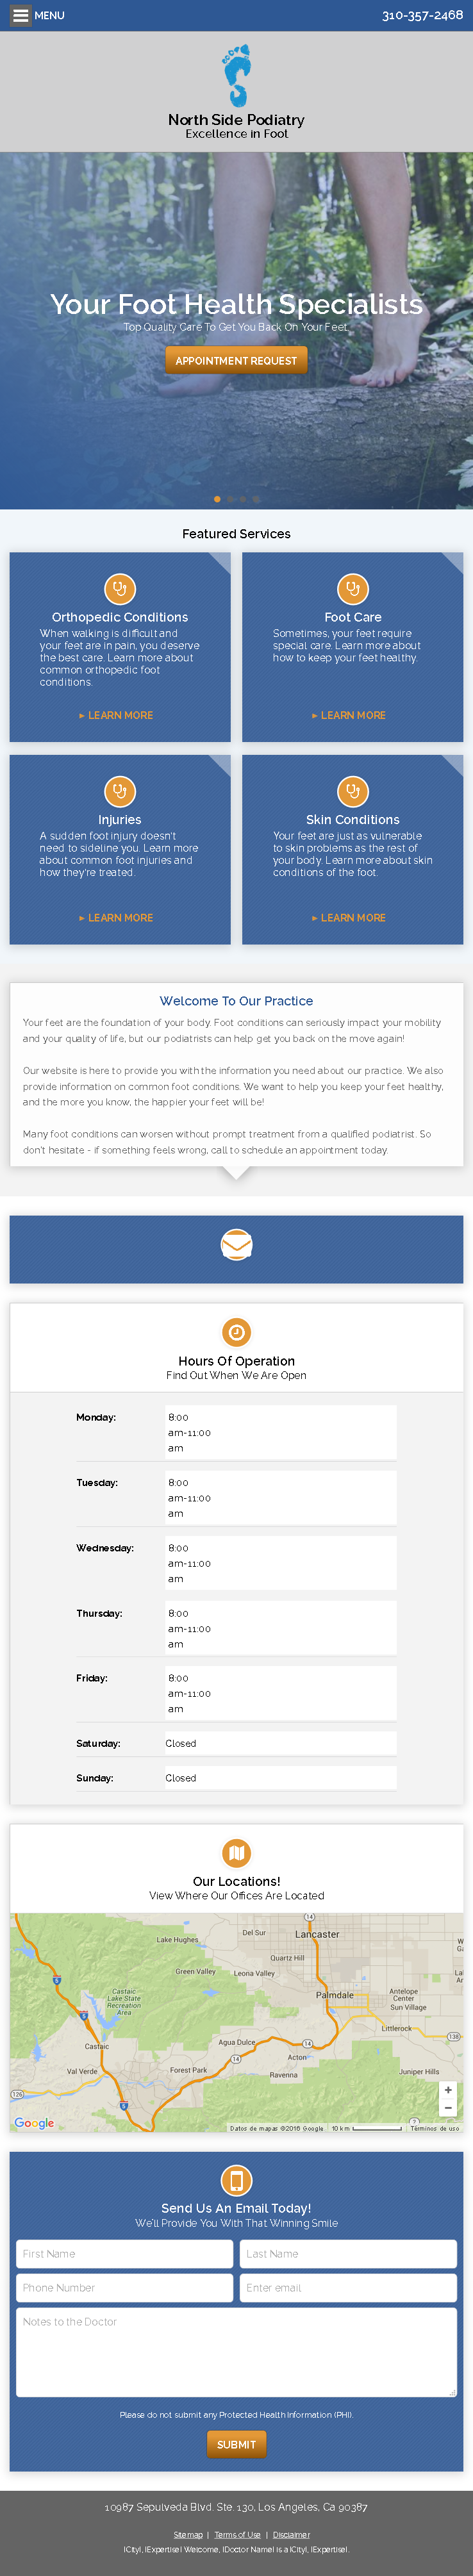 MENU
310-357-2468
North Side Podiatry
Excellence in Foot
Your Foot Health Specialists
Top Quality Care To Get You Back On Your Feet.
APPOINTMENT REQUEST
Featured Services
Orthopedic Conditions
When walking is difficult and
your feet are in pain, you deserve
the best care. Learn more about
common orthopedic foot
conditions.
► LEARN MORE
Foot Care
Sometimes, your feet require
special care. Learn more about
how to keep your feet healthy.
► LEARN MORE
Injuries
A sudden foot injury doesn't
need to sideline you. Learn more
about common foot injuries and
how they're treated.
► LEARN MORE
Skin Conditions
Your feet are just as vulnerable
to skin problems as the rest of
your body. Learn more about skin
conditions of the foot.
► LEARN MORE
Welcome To Our Practice
Your feet are the foundation of your body. Foot conditions can seriously impact your mobility
and your quality of life, but our podiatrists can help get you back on the move again!
Our website is here to provide you with the information you need about our practice. We also
provide information on common foot conditions. We want to help you keep your feet healthy,
and the more you know, the happier your feet will be!
Many foot conditions can worsen without prompt treatment from a qualified podiatrist. So
don't hesitate - if something feels wrong, call to schedule an appointment today.
Hours Of Operation
Find Out When We Are Open
Monday:
8:00
am-11:00
am
Tuesday:
8:00
am-11:00
am
Wednesday:
8:00
am-11:00
am
Thursday:
8:00
am-11:00
am
Friday:
8:00
am-11:00
am
Saturday:
Closed
Sunday:
Closed
Our Locations!
View Where Our Offices Are Located
14
Lake Hughes
Del Sur
Lancaster
Quartz Hill
Green Valley
Leona Valley
5
Castaic
Lake State
Recreation
Area
Palmdale
Antelope
Center
Sun Village
5
Littlerock
138
Castaic
Agua Dulce
14
Acton
14
Val Verde
Forest Park
Ravenna
Juniper Hills
126
5
Google
Datos de mapas ©2016 Google
10 km
Términos de uso
Send Us An Email Today!
We'll Provide You With That Winning Smile
First Name
Last Name
Phone Number
Enter email
Notes to the Doctor
Please do not submit any Protected Health Information (PHI).
SUBMIT
10987 Sepulveda Blvd. Ste. 130, Los Angeles, Ca 90387
Sitemap | Terms of Use | Disclaimer
[City], [Expertise] Welcome, [Doctor Name] is a [City], [Expertise].